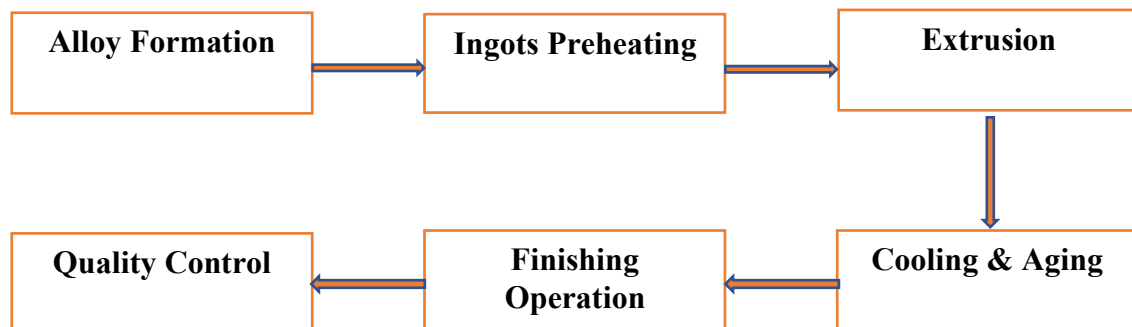 Alloy Formation
Ingots Preheating
Extrusion
Quality Control
Finishing
Operation
Cooling & Aging